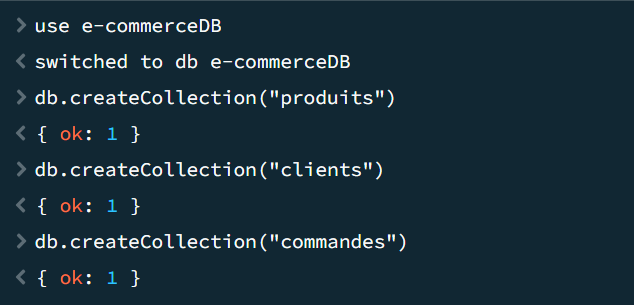 > use e-commerceDB
< switched to db e-commerceDB
> db.createCollection("produits")
< { ok: 1 }
> db.createCollection("clients")
< { ok: 1 }
> db.createCollection("commandes")
< { ok: 1 }